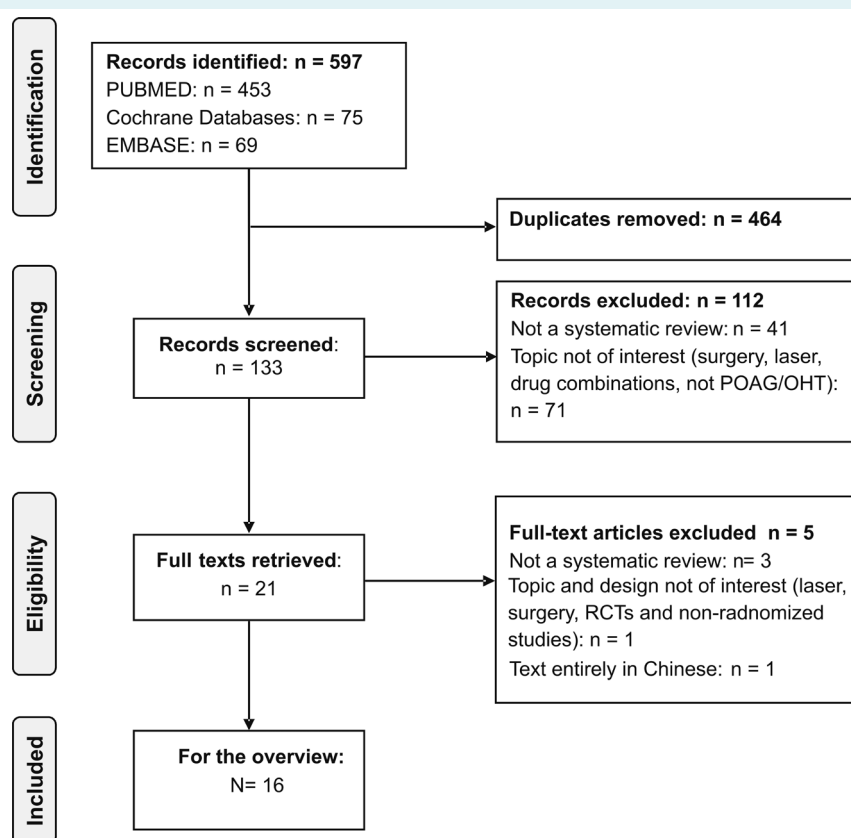 Identification
Records identified: n = 597
PUBMED: n = 453
Cochrane Databases: n = 75
EMBASE: n = 69
Duplicates removed: n = 464
Screening
Records screened:
n = 133
Records excluded: n = 112
Not a systematic review: n = 41
Topic not of interest (surgery, laser,
drug combinations, not POAG/OHT):
n = 71
Eligibility
Full texts retrieved:
n = 21
Full-text articles excluded n = 5
Not a systematic review: n= 3
Topic and design not of interest (laser,
surgery, RCTs and non-radnomized
studies): n = 1
Text entirely in Chinese: n = 1
Included
For the overview:
N= 16